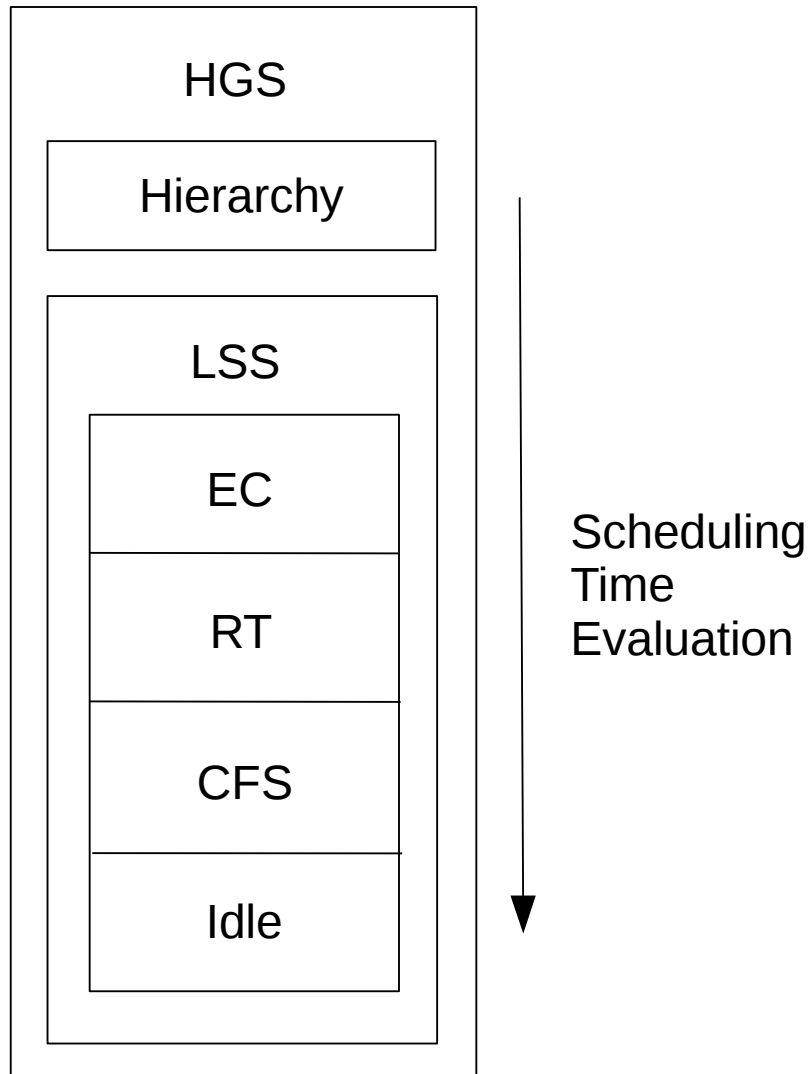 HGS
Hierarchy
LSS
EC
RT
CFS
Idle
Scheduling
Time
Evaluation